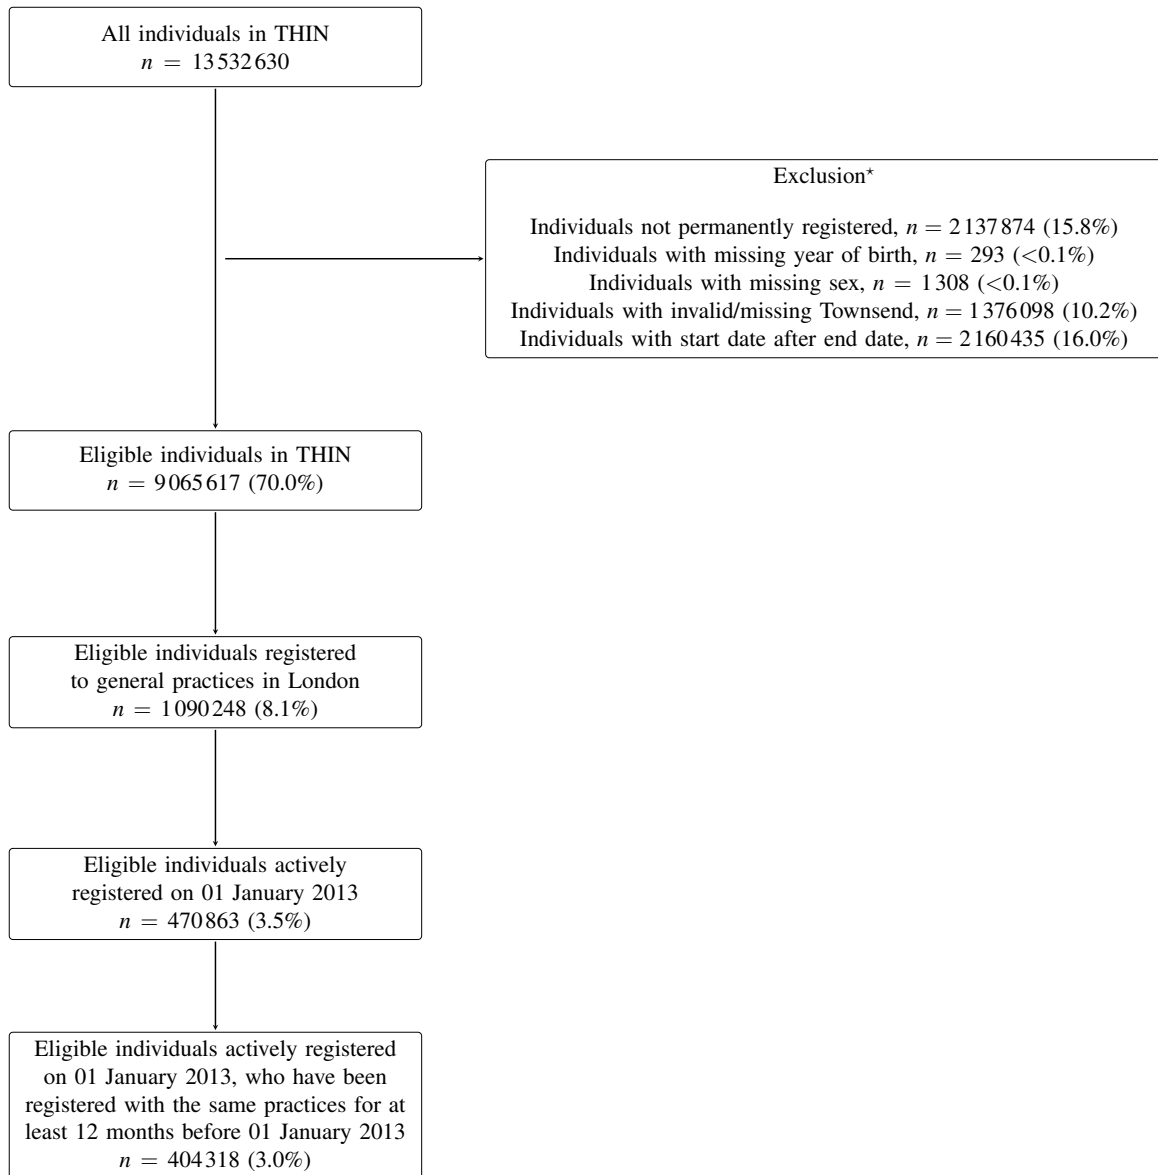 All individuals in THIN
n = 13 532 630
Exclusion⋆
Individuals not permanently registered, n = 2 137 874 (15.8%)
Individuals with missing year of birth, n = 293 (<0.1%)
Individuals with missing sex, n = 1 308 (<0.1%)
Individuals with invalid/missing Townsend, n = 1 376 098 (10.2%)
Individuals with start date after end date, n = 2 160 435 (16.0%)
Eligible individuals in THIN
n = 9 065 617 (70.0%)
Eligible individuals registered
to general practices in London
n = 1 090 248 (8.1%)
Eligible individuals actively
registered on 01 January 2013
n = 470 863 (3.5%)
Eligible individuals actively registered
on 01 January 2013, who have been
registered with the same practices for at
least 12 months before 01 January 2013
n = 404 318 (3.0%)